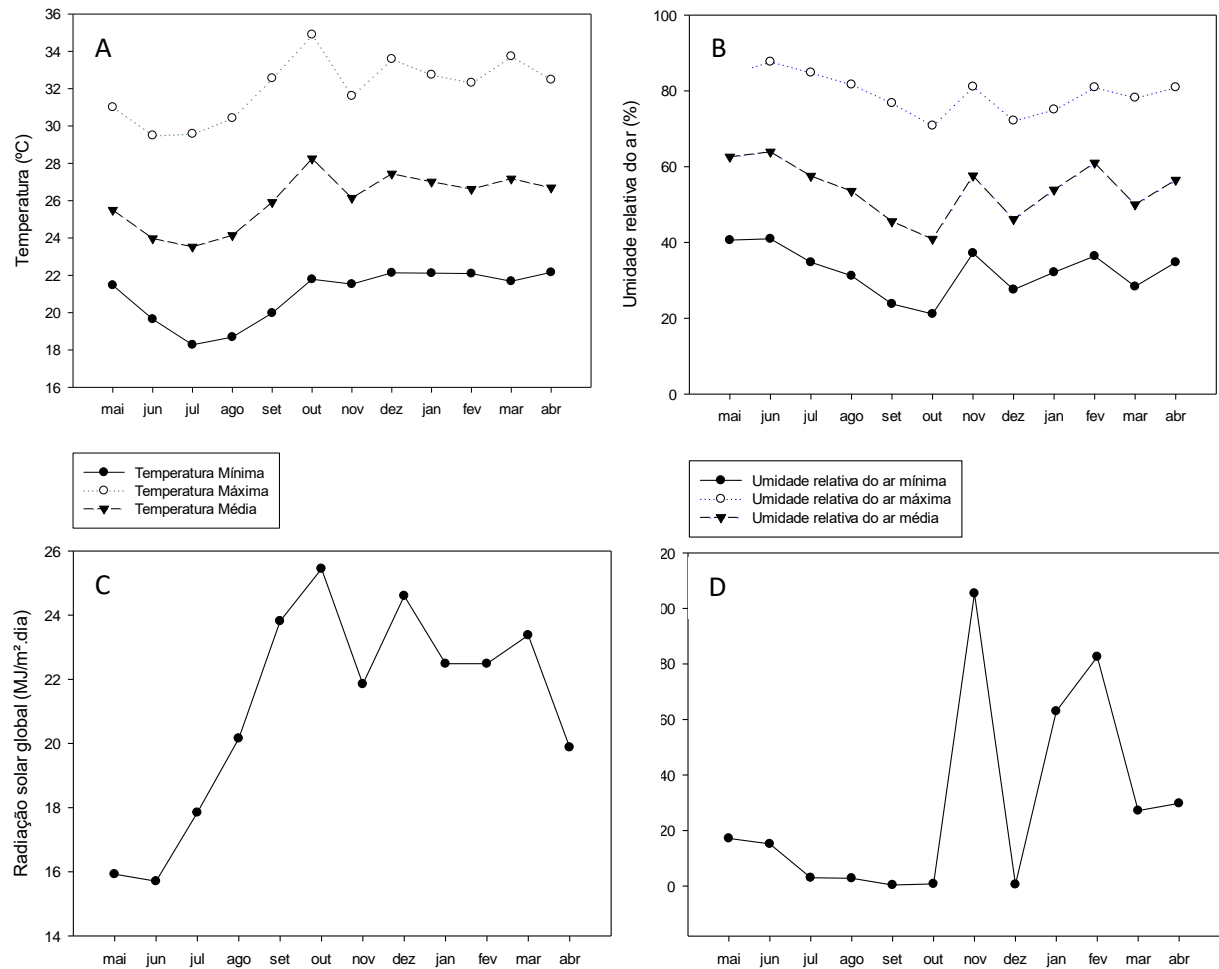 A
Temperatura (ºC)
36
34
32
30
28
26
24
22
20
18
16
mai jun jul ago set out nov dez jan fev mar abr
Temperatura Mínima
Temperatura Máxima
Temperatura Média
B
Umidade relativa do ar (%)
100
80
60
40
20
0
mai jun jul ago set out nov dez jan fev mar abr
Umidade relativa do ar mínima
Umidade relativa do ar máxima
Umidade relativa do ar média
C
Radiação solar global (MJ/m².dia)
26
24
22
20
18
16
14
mai jun jul ago set out nov dez jan fev mar abr
D
20
00
80
60
40
20
0
mai jun jul ago set out nov dez jan fev mar abr